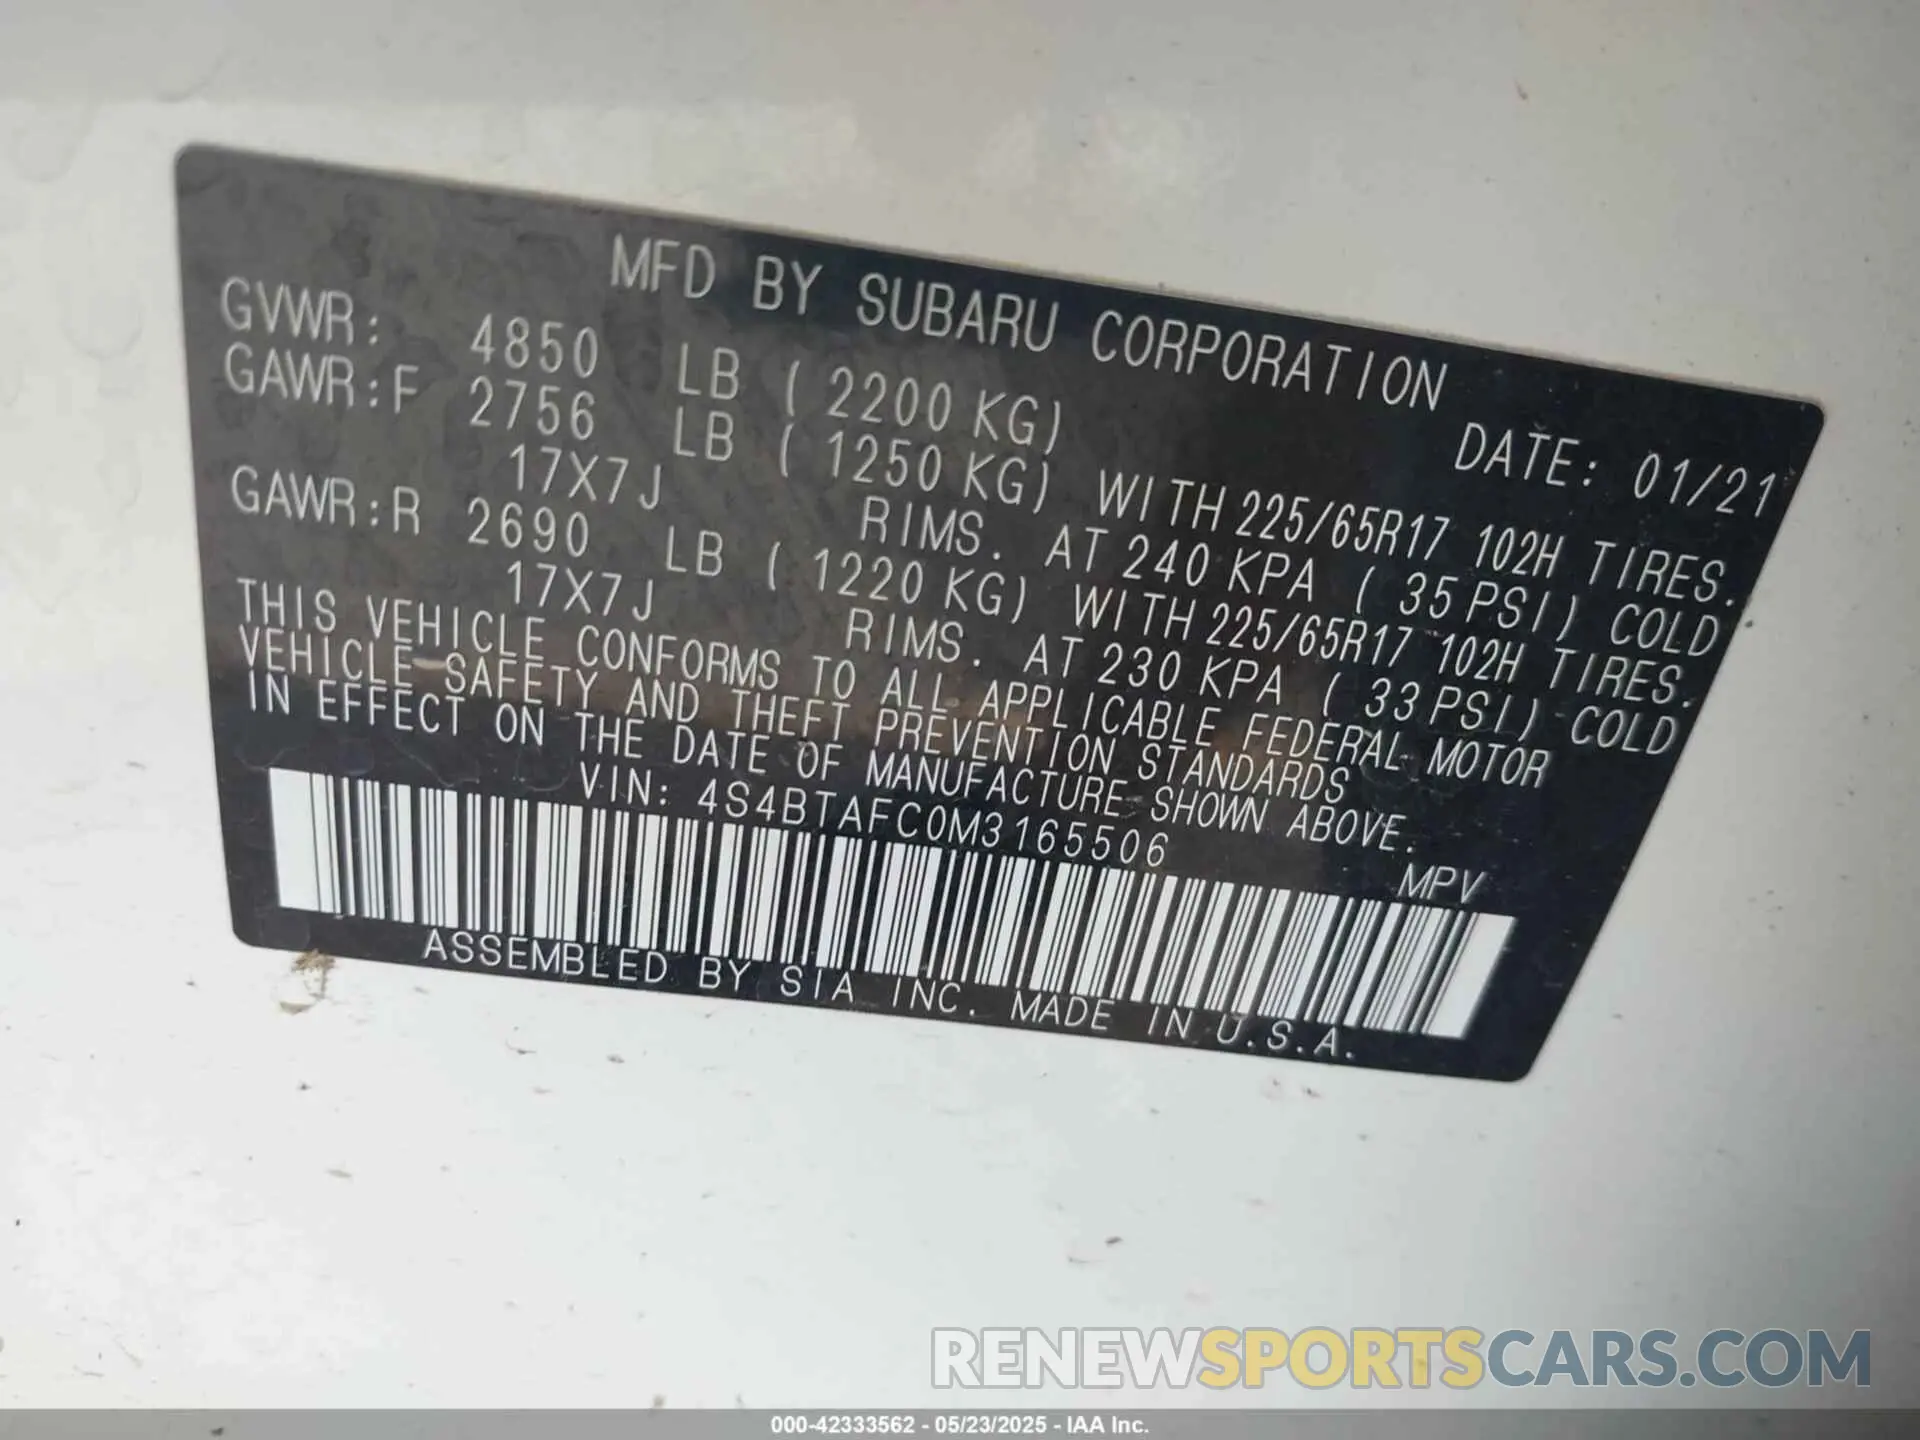 MFD BY SUBARU CORPORATION
DATE: 01/21
GVWR: 4850 LB ( 2200 KG)
GAWR:F 2756 LB ( 1250 KG) WITH 225/65R17 102H TIRES.
17X7J RIMS. AT 240 KPA ( 35 PSI) COLD
GAWR:R 2690 LB ( 1220 KG) WITH 225/65R17 102H TIRES.
17X7J RIMS. AT 230 KPA ( 33 PSI) COLD
THIS VEHICLE CONFORMS TO ALL APPLICABLE FEDERAL MOTOR
VEHICLE SAFETY AND THEFT PREVENTION STANDARDS
IN EFFECT ON THE DATE OF MANUFACTURE SHOWN ABOVE.
VIN: 4S4BTAFC0M3165506
MPV
ASSEMBLED BY SIA INC. MADE IN U.S.A.
RENEWSPORTSCARS.COM
000-42333562 - 05/23/2025 - IAA Inc.